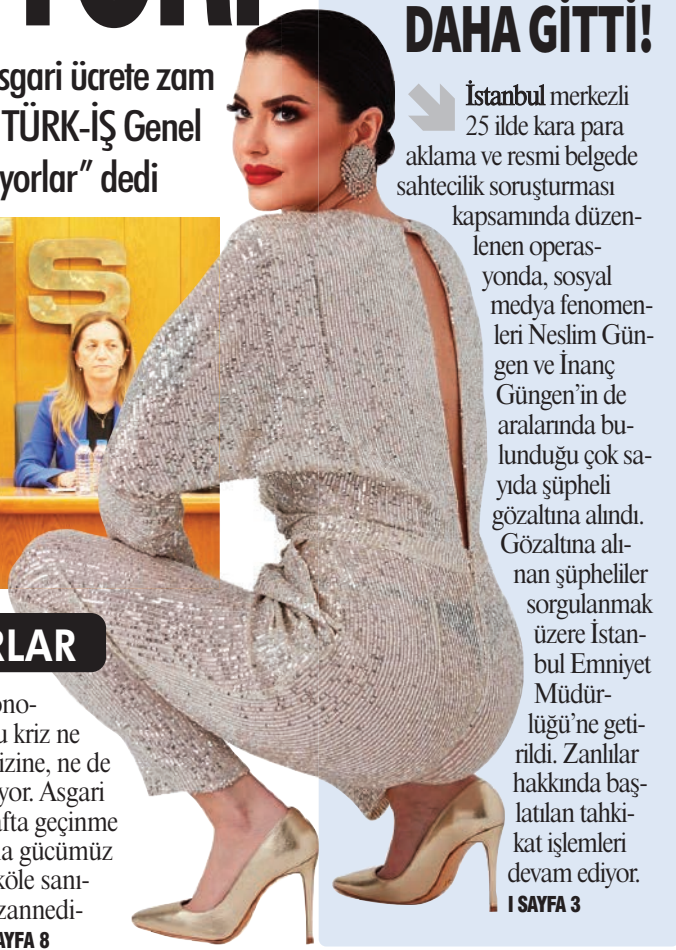 sgari ücrete zam
TÜRK-İŞ Genel
yorlar” dedi
Ş
RLAR
ono-
u kriz ne
izine, ne de
yor. Asgari
afta geçinme
la gücümüz
köle sanı-
zannedi-
AYFA 8
DAHA GİTTİ!
İstanbul merkezli
25 ilde kara para
aklama ve resmi belgede
sahtecilik soruşturması
kapsamında düzen-
lenen operas-
yonda, sosyal
medya fenomen-
leri Neslim Gün-
gen ve İnanç
Güngen’in de
aralarında bu-
lunduğu çok sa-
yıda şüpheli
gözaltına alındı.
Gözaltına alı-
nan şüpheliler
sorgulanmak
üzere İstan-
bul Emniyet
Müdür-
lüğü’ne geti-
rildi. Zanlılar
hakkında baş-
latılan tahki-
kat işlemleri
devam ediyor.
I SAYFA 3